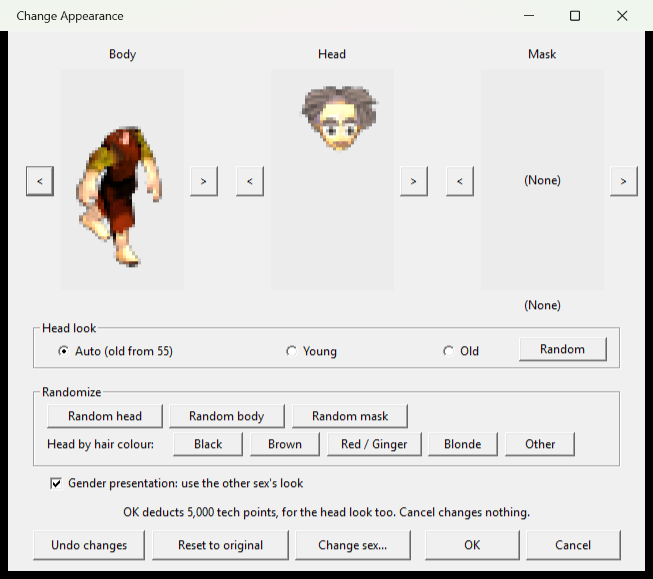 Change Appearance
Body
Head
Mask
<
>
<
>
<
(None)
>
(None)
Head look
Auto (old from 55)
Young
Old
Random
Randomize
Random head
Random body
Random mask
Head by hair colour:
Black
Brown
Red / Ginger
Blonde
Other
Gender presentation: use the other sex's look
OK deducts 5,000 tech points, for the head look too. Cancel changes nothing.
Undo changes
Reset to original
Change sex...
OK
Cancel